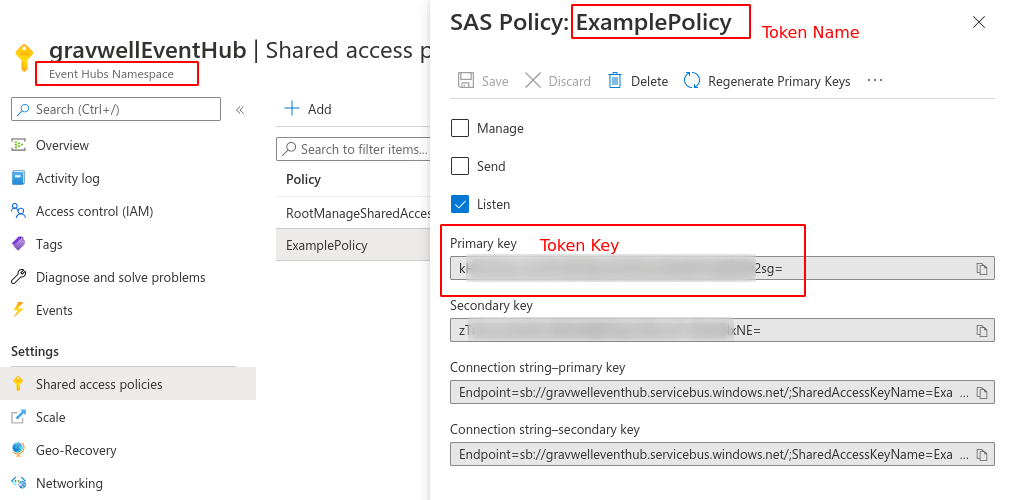 gravwellEventHub | Shared access p
Event Hubs Namespace
Search (Ctrl+/)
«
Overview
Activity log
Access control (IAM)
Tags
Diagnose and solve problems
Events
Settings
Shared access policies
Scale
Geo-Recovery
Networking
Add
Search to filter items...
Policy
RootManageSharedAcces
ExamplePolicy
SAS Policy: ExamplePolicy
Token Name
Save
Discard
Delete
Regenerate Primary Keys
...
Manage
Send
Listen
Primary key
Token Key
2sg=
Secondary key
xNE=
Connection string–primary key
Endpoint=sb://gravwelleventhub.servicebus.windows.net/;SharedAccessKeyName=Exa ...
Connection string–secondary key
Endpoint=sb://gravwelleventhub.servicebus.windows.net/;SharedAccessKeyName=Exa ...